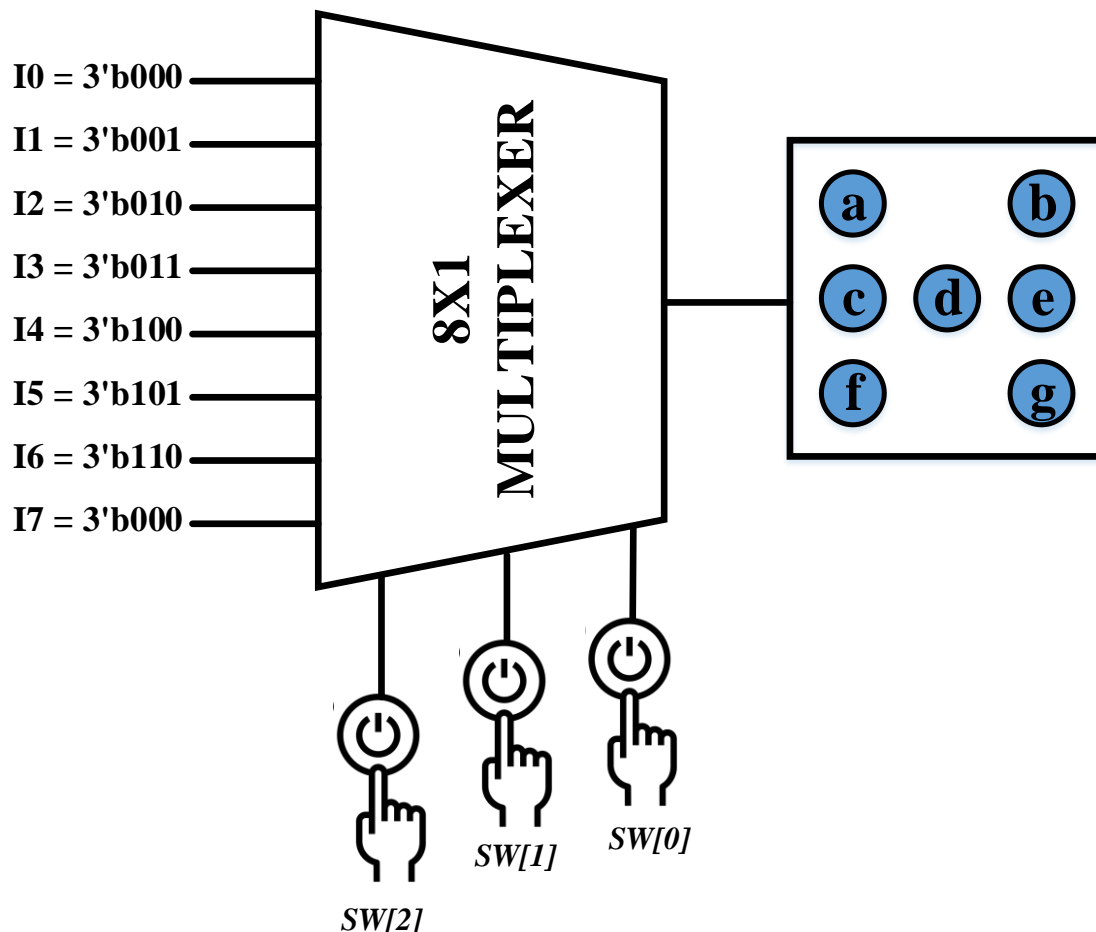 I0 = 3'b000
I1 = 3'b001
I2 = 3'b010
I3 = 3'b011
I4 = 3'b100
I5 = 3'b101
I6 = 3'b110
I7 = 3'b000
8X1
MULTIPLEXER
a b
c d e
f g
SW[2]
SW[1]
SW[0]